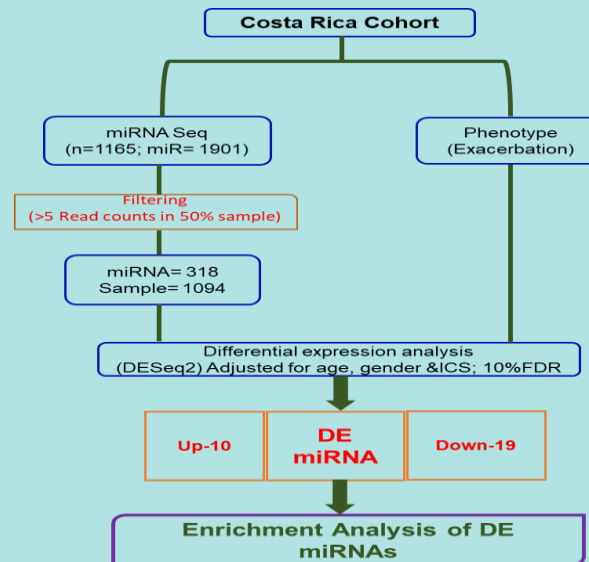 Costa Rica Cohort
miRNA Seq
(n=1165; miR= 1901)
Phenotype
(Exacerbation)
Filtering
(>5 Read counts in 50% sample)
miRNA= 318
Sample= 1094
Differential expression analysis
(DESeq2) Adjusted for age, gender &ICS; 10%FDR
Up-10
DE
miRNA
Down-19
Enrichment Analysis of DE
miRNAs